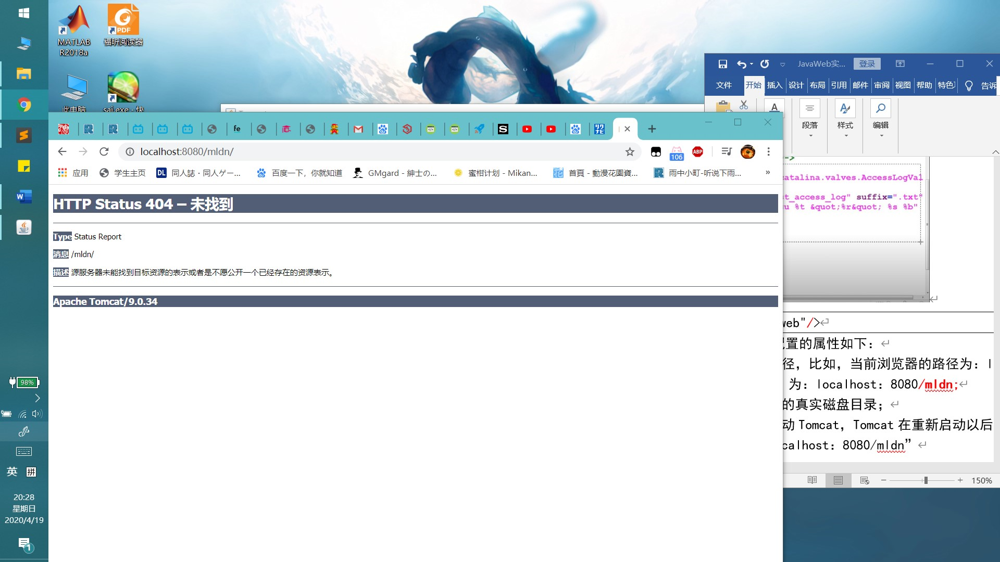 MATLAB
R2018a
福昕阅读器
此电脑
sai.exe - 快
JavaWeb实...
登录
文件
开始
插入
设计
布局
引用
邮件
审阅
视图
帮助
特色
告诉
段落
样式
编辑
fe
localhost:8080/mldn/
106
ABP
应用
学生主页
DL
同人誌・同人ゲー...
百度一下，你就知道
GMgard - 紳士の...
蜜柑计划 - Mikan...
首頁 - 動漫花園資...
雨中小町-听说下雨...
»
HTTP Status 404 – 未找到
Type Status Report
消息 /mldn/
描述 源服务器未能找到目标资源的表示或者是不愿公开一个已经存在的资源表示。
Apache Tomcat/9.0.34
-->
catalina.valves.AccessLogVal
t_access_log" suffix=".txt"
u %t &quot;%r&quot; %s %b"
web"/>
配置的属性如下：
径，比如，当前浏览器的路径为：l
为：localhost：8080/mldn;
的真实磁盘目录；
动 Tomcat，Tomcat 在重新启动以后
calhost：8080/mldn”
150%
98%
英
拼
20:28
星期日
2020/4/19
1